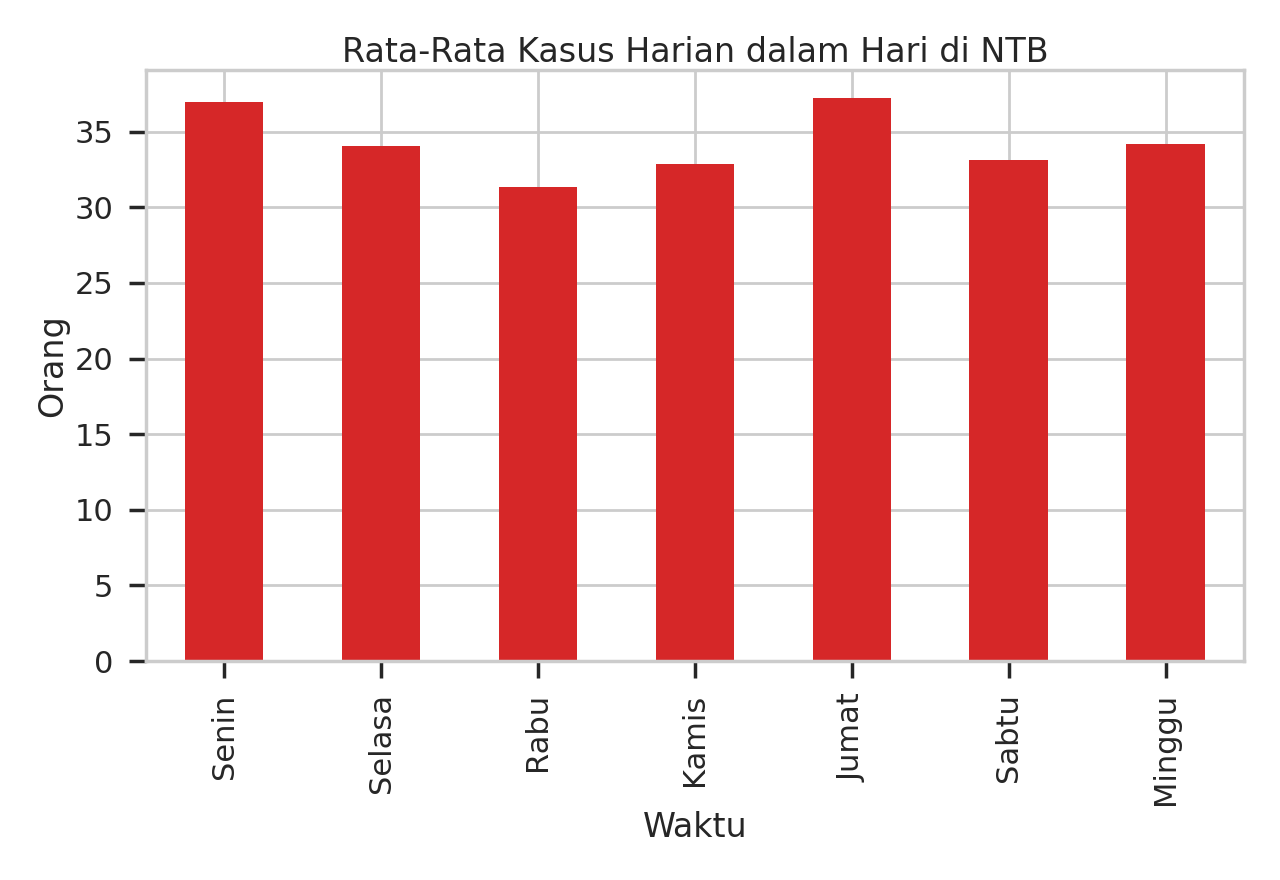 Rata-Rata Kasus Harian dalam Hari di NTB
35
30
25
20
15
10
5
0
Orang
Senin
Selasa
Rabu
Kamis
Jumat
Sabtu
Minggu
Waktu